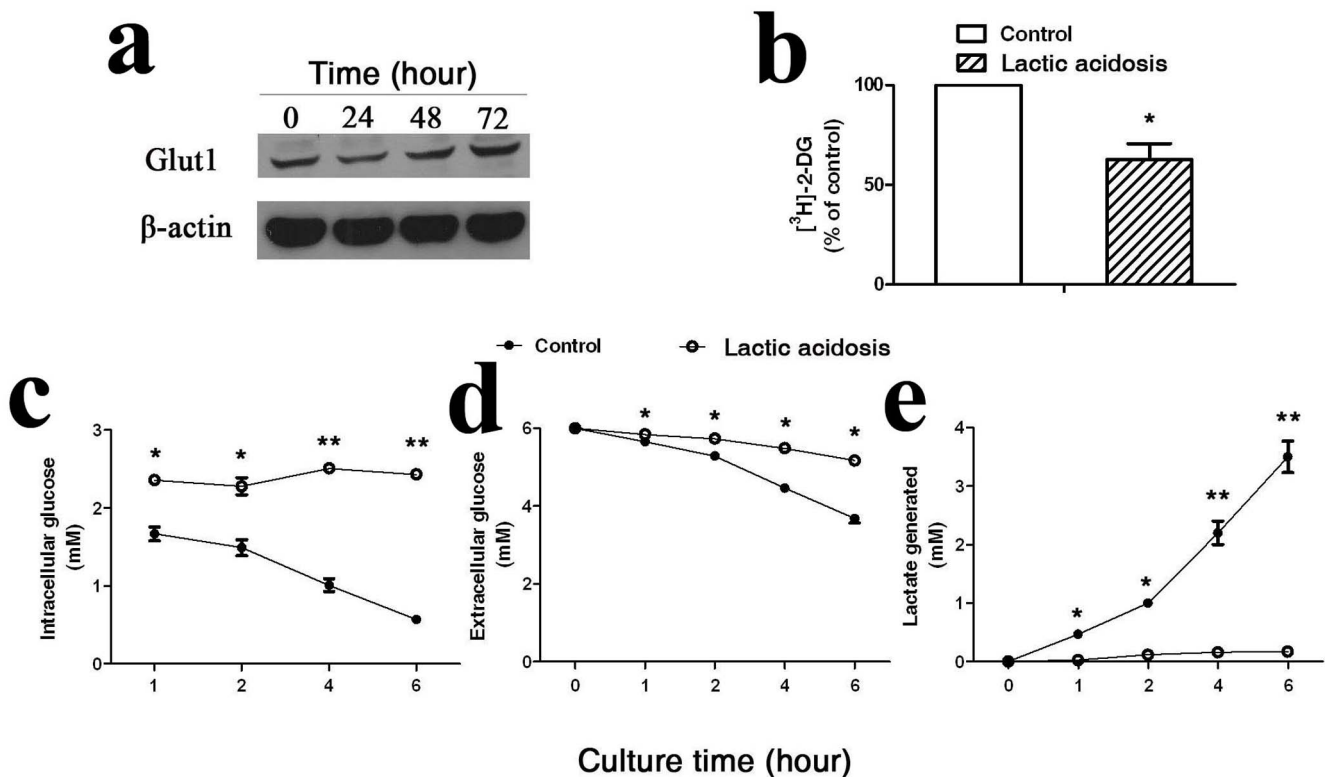 a
Time (hour)
0 24 48 72
Glut1
β-actin
b
Control
Lactic acidosis
[³H]-2-DG
(% of control)
100
50
0
*
Control
Lactic acidosis
c
Intracellular glucose
(mM)
3
2
1
0
* * ** **
1 2 4 6
d
Extracellular glucose
(mM)
6
4
2
0
* * * *
0 1 2 4 6
e
Lactate generated
(mM)
4
3
2
1
0
* * ** **
0 1 2 4 6
Culture time (hour)